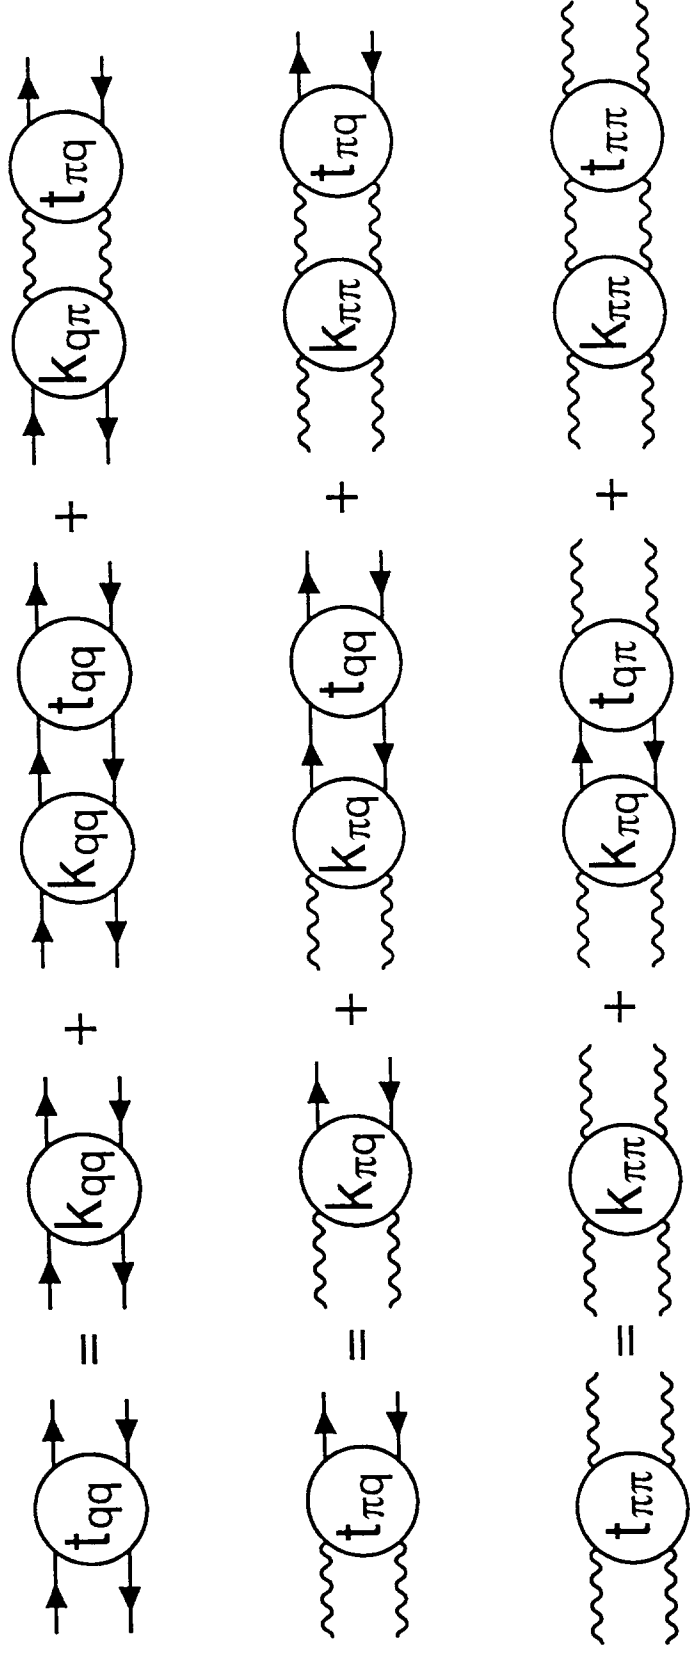 t_qq = k_qq + k_qq t_qq + k_qπ t_πq
t_πq = k_πq + k_πq t_qq + k_ππ t_πq
t_ππ = k_ππ + k_πq t_qπ + k_ππ t_ππ